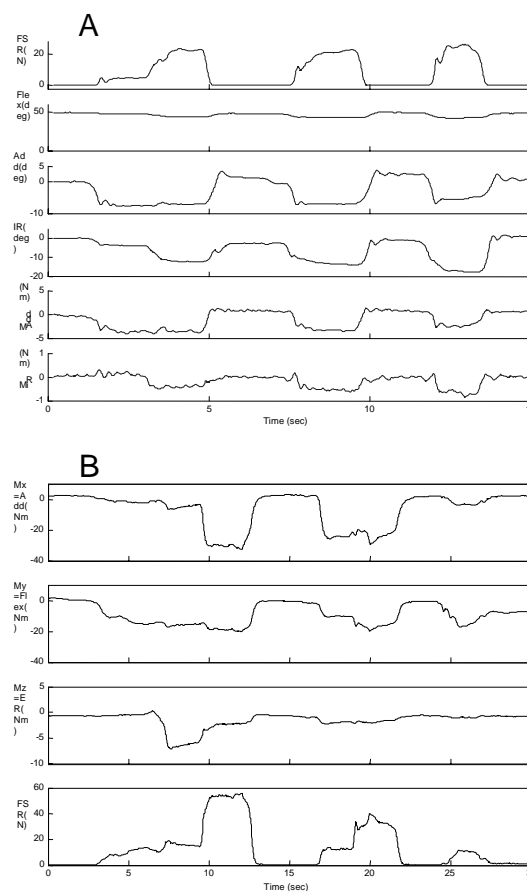 A
FS
R(N)
20
0
Fle
x(d
eg)
50
0
Ad
d(d
eg)
5
0
-10
IR(
deg
)
0
-10
-20
(N
m)
5
0
-5
MA
dd
(N
m)
1
0
-1
MI
R
0 5 10
Time (sec)
B
Mx
=A
dd(
Nm
)
0
-20
-40
My
=Fl
ex(
Nm
)
0
-20
-40
Mz
=E
R(
Nm
)
5
0
-5
-10
FS
R(N)
60
40
20
0
0 5 10 15 20 25
Time (sec)